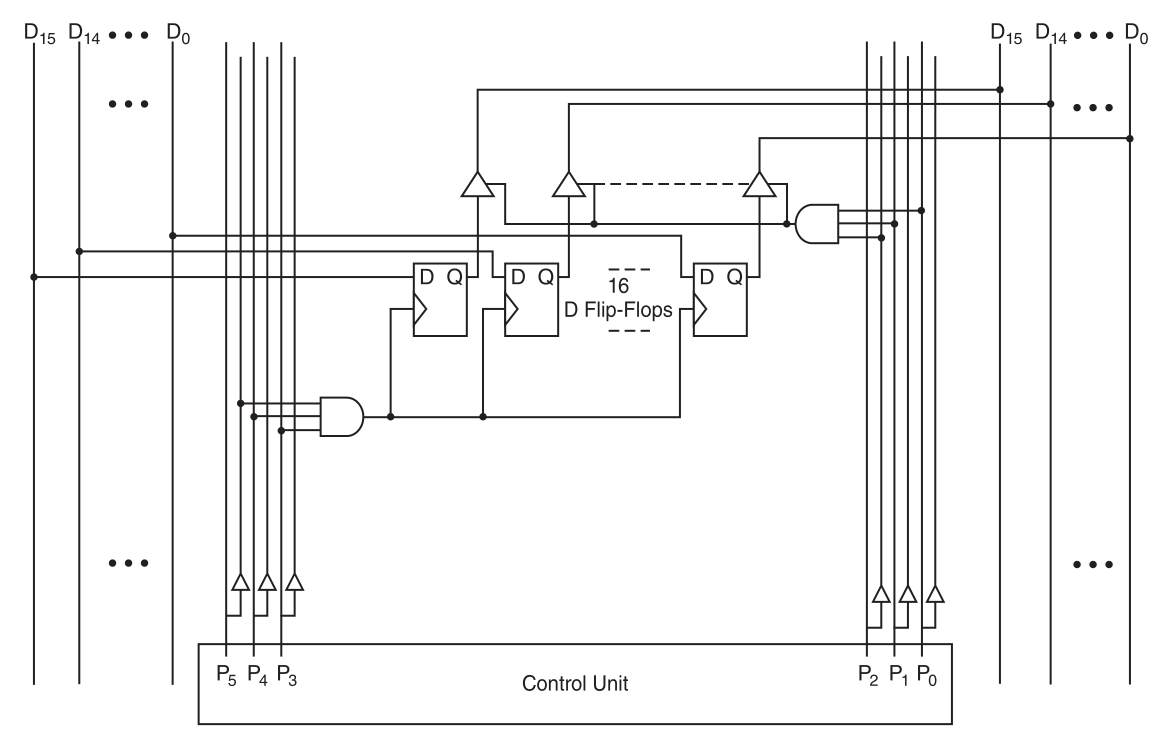 D15 D14 ••• D0 D15 D14 ••• D0
••• •••
D Q D Q D Q
16
D Flip-Flops
••• •••
P5 P4 P3 P2 P1 P0
Control Unit